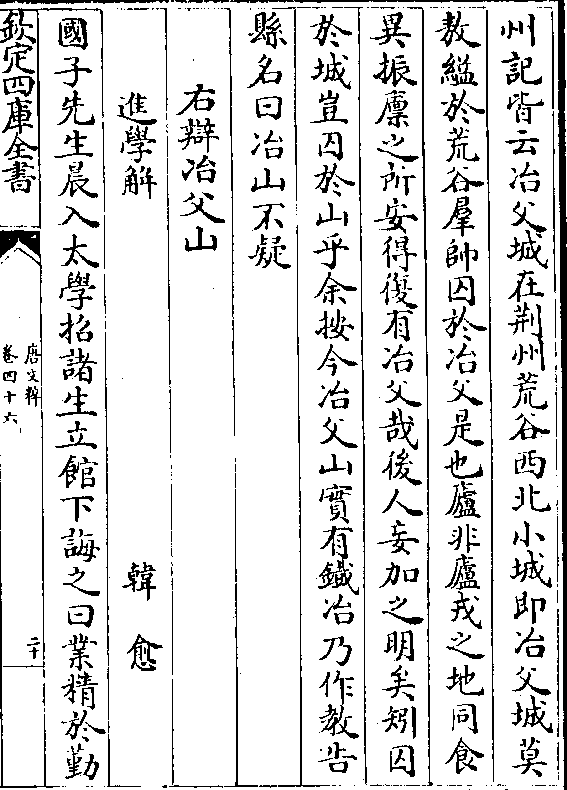 州記皆云冶父城在荆州荒谷西北小城即冶父城莫
敖縊於荒谷羣帥囚於冶父是也廬非廬戎之地同食
異振廩之所安得復有冶父哉後人妄加之明矣矧囚
於城豈囚於山乎余按今冶父山實有鐵冶乃作教告
縣名曰冶山不疑
右辯冶父山
進學解 韓愈
國子先生晨入太學招諸生立館下誨之曰業精於勤
欽定四庫全書
唐文粹
卷四十六
二十